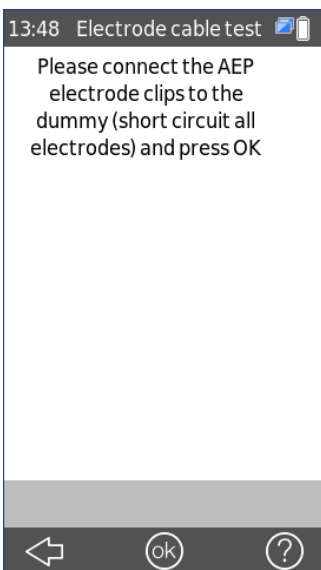 13:48 Electrode cable test
Please connect the AEP
electrode clips to the
dummy (short circuit all
electrodes) and press OK
ok
?